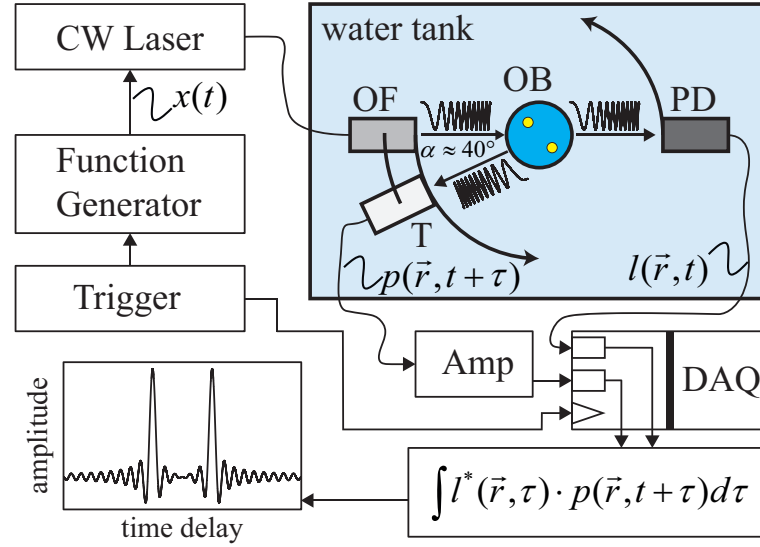 CW Laser
water tank
x(t)
OF
OB
PD
α ≈ 40°
Function
Generator
T
p(r⃗, t + τ)
l(r⃗, t)
Trigger
Amp
DAQ
amplitude
time delay
∫ l*(r⃗, τ) · p(r⃗, t + τ)dτ